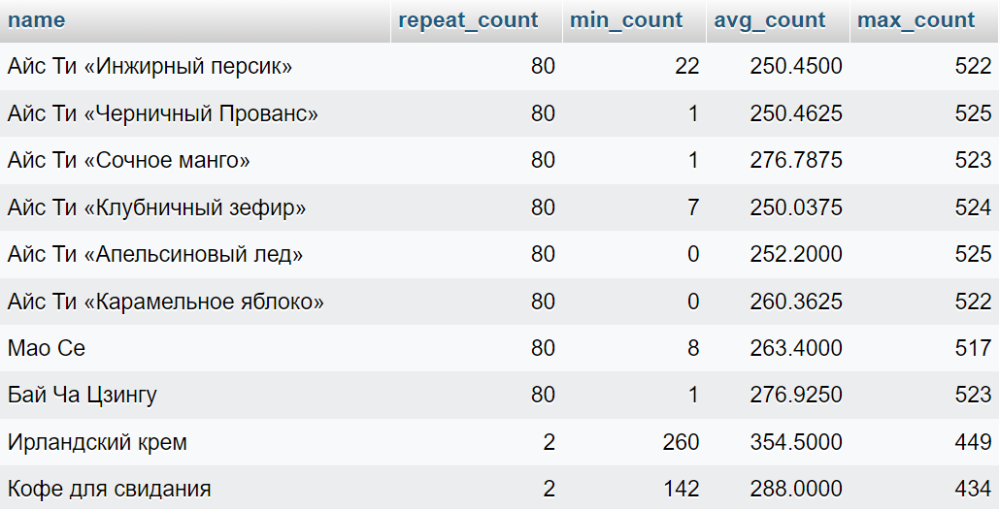 name repeat_count min_count avg_count max_count
Айс Ти «Инжирный персик» 80 22 250.4500 522
Айс Ти «Черничный Прованс» 80 1 250.4625 525
Айс Ти «Сочное манго» 80 1 276.7875 523
Айс Ти «Клубничный зефир» 80 7 250.0375 524
Айс Ти «Апельсиновый лед» 80 0 252.2000 525
Айс Ти «Карамельное яблоко» 80 0 260.3625 522
Мао Се 80 8 263.4000 517
Бай Ча Цзингу 80 1 276.9250 523
Ирландский крем 2 260 354.5000 449
Кофе для свидания 2 142 288.0000 434